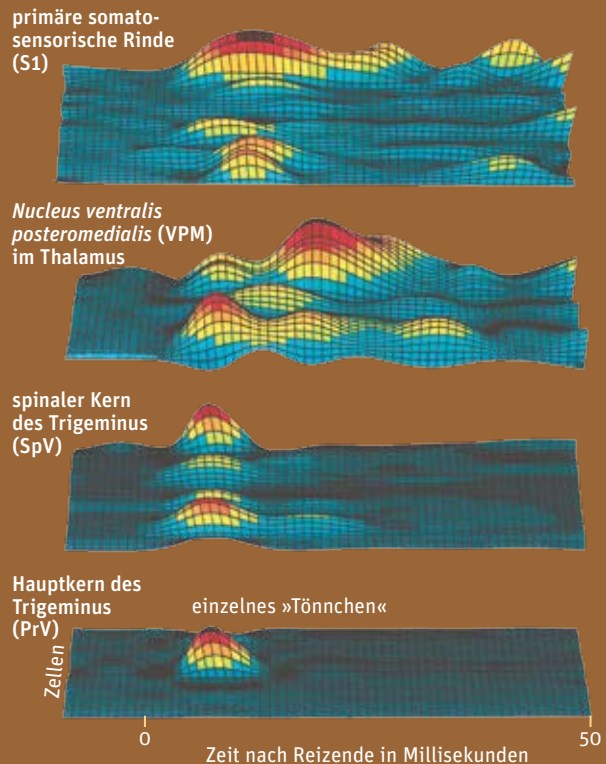 primäre somato-
sensorische Rinde
(S1)
Nucleus ventralis
posteromedialis (VPM)
im Thalamus
spinaler Kern
des Trigeminus
(SpV)
Hauptkern des
Trigeminus
(PrV)
einzelnes »Tönnchen«
Zellen
0
50
Zeit nach Reizende in Millisekunden